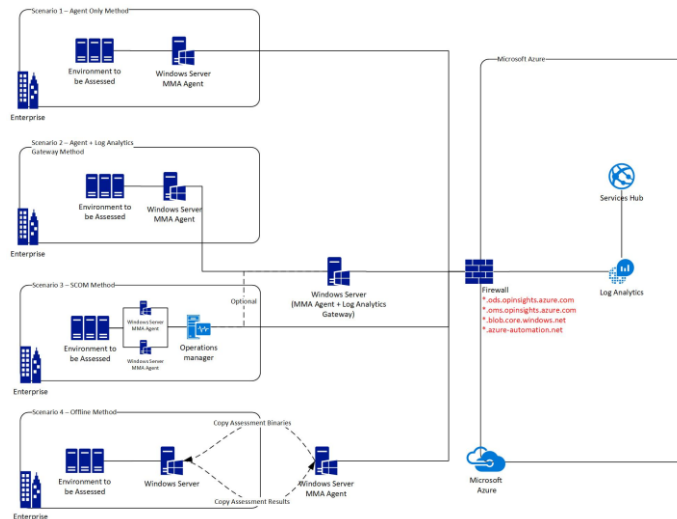 Scenario 1 – Agent Only Method
Environment to
be Assessed
Windows Server
MMA Agent
Enterprise
Microsoft Azure
Scenario 2 – Agent + Log Analytics
Gateway Method
Environment to
be Assessed
Windows Server
MMA Agent
Enterprise
Services Hub
Windows Server
(MMA Agent + Log Analytics
Gateway)
Optional
Firewall
*.ods.opinsights.azure.com
*.oms.opinsights.azure.com
*.blob.core.windows.net
*.azure-automation.net
Log Analytics
Scenario 3 – SCOM Method
Environment to
be Assessed
Windows Server
MMA Agent
Windows Server
MMA Agent
Operations
manager
Enterprise
Scenario 4 – Offline Method
Copy Assessment Binaries
Environment to
be Assessed
Windows Server
Copy Assessment Results
Windows Server
MMA Agent
Enterprise
Microsoft
Azure